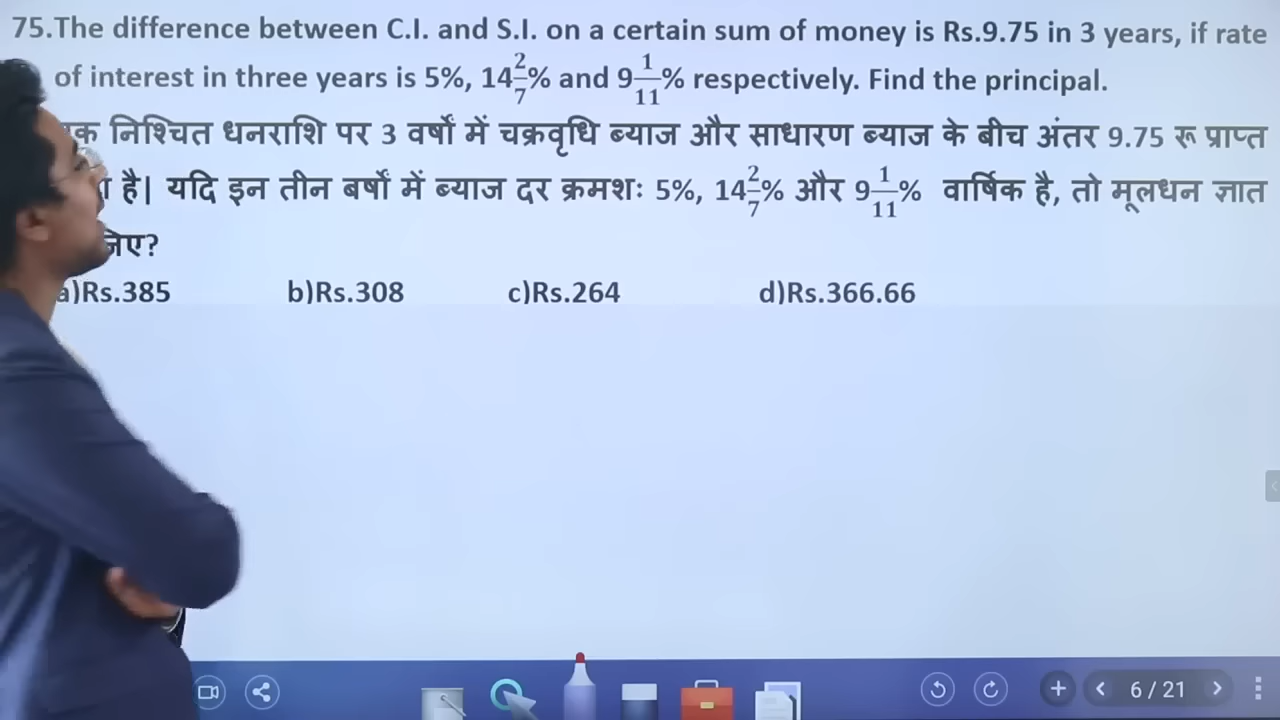 75.The difference between C.I. and S.I. on a certain sum of money is Rs.9.75 in 3 years, if rate
of interest in three years is 5%, 14 2/7% and 9 1/11% respectively. Find the principal.
निश्चित धनराशि पर 3 वर्षो में चक्रवृधि ब्याज और साधारण ब्याज के बीच अंतर 9.75 रू प्राप्त
है| यदि इन तीन बर्षो में ब्याज दर क्रमशः 5%, 14 2/7% और 9 1/11% वार्षिक है, तो मूलधन ज्ञात
a)Rs.385 b)Rs.308 c)Rs.264 d)Rs.366.66
6 / 21